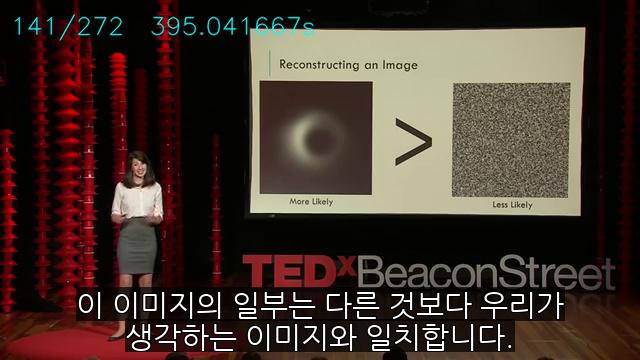 141/272 395.041667s
Reconstructing an Image
>
More Likely
Less Likely
TEDxBeaconStreet
이 이미지의 일부는 다른 것보다 우리가
생각하는 이미지와 일치합니다.